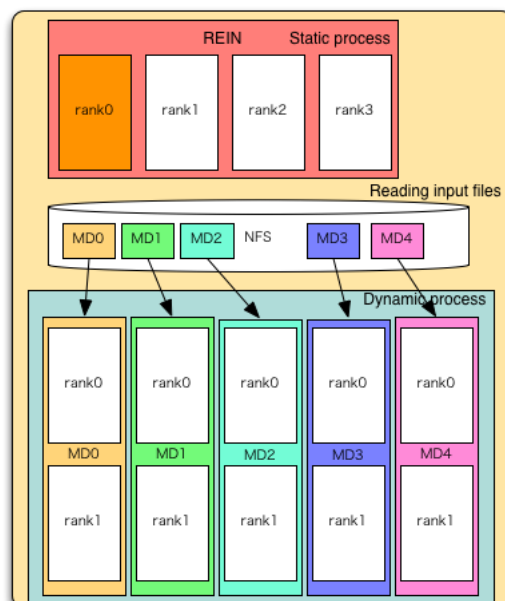 REIN Static process
rank0 rank1 rank2 rank3
Reading input files
MD0 MD1 MD2 NFS MD3 MD4
Dynamic process
rank0 rank0 rank0 rank0 rank0
MD0 MD1 MD2 MD3 MD4
rank1 rank1 rank1 rank1 rank1